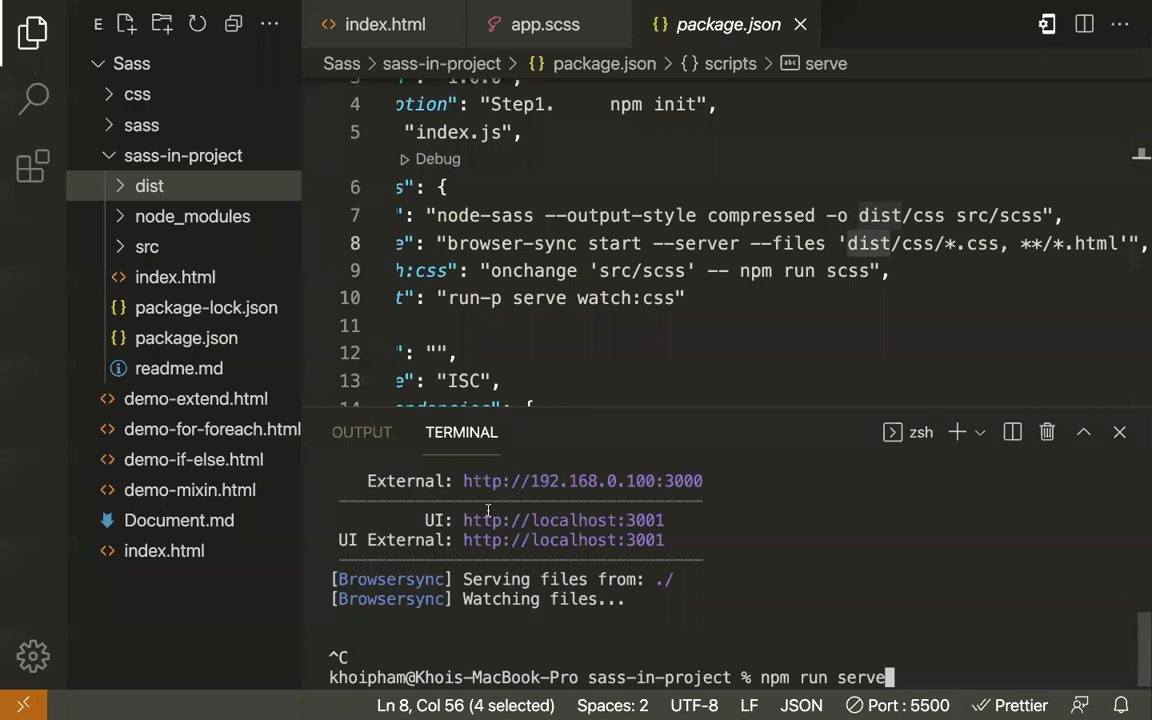 E
index.html
app.scss
package.json
Sass
sass-in-project
package.json
scripts
serve
Sass
css
sass
sass-in-project
dist
node_modules
src
index.html
package-lock.json
package.json
readme.md
demo-extend.html
demo-for-foreach.html
demo-if-else.html
demo-mixin.html
Document.md
index.html
4 ption": "Step1. npm init",
5 "index.js",
Debug
6 s": {
7 ": "node-sass --output-style compressed -o dist/css src/scss",
8 e": "browser-sync start --server --files 'dist/css/*.css, **/*.html'",
9 h:css": "onchange 'src/scss' -- npm run scss",
10 t": "run-p serve watch:css"
11
12 ": "",
13 e": "ISC",
OUTPUT
TERMINAL
zsh
External: http://192.168.0.100:3000
UI: http://localhost:3001
UI External: http://localhost:3001
[Browsersync] Serving files from: ./
[Browsersync] Watching files...
^C
khoipham@Khois-MacBook-Pro sass-in-project % npm run serve
Ln 8, Col 56 (4 selected)
Spaces: 2
UTF-8
LF
JSON
Port : 5500
Prettier